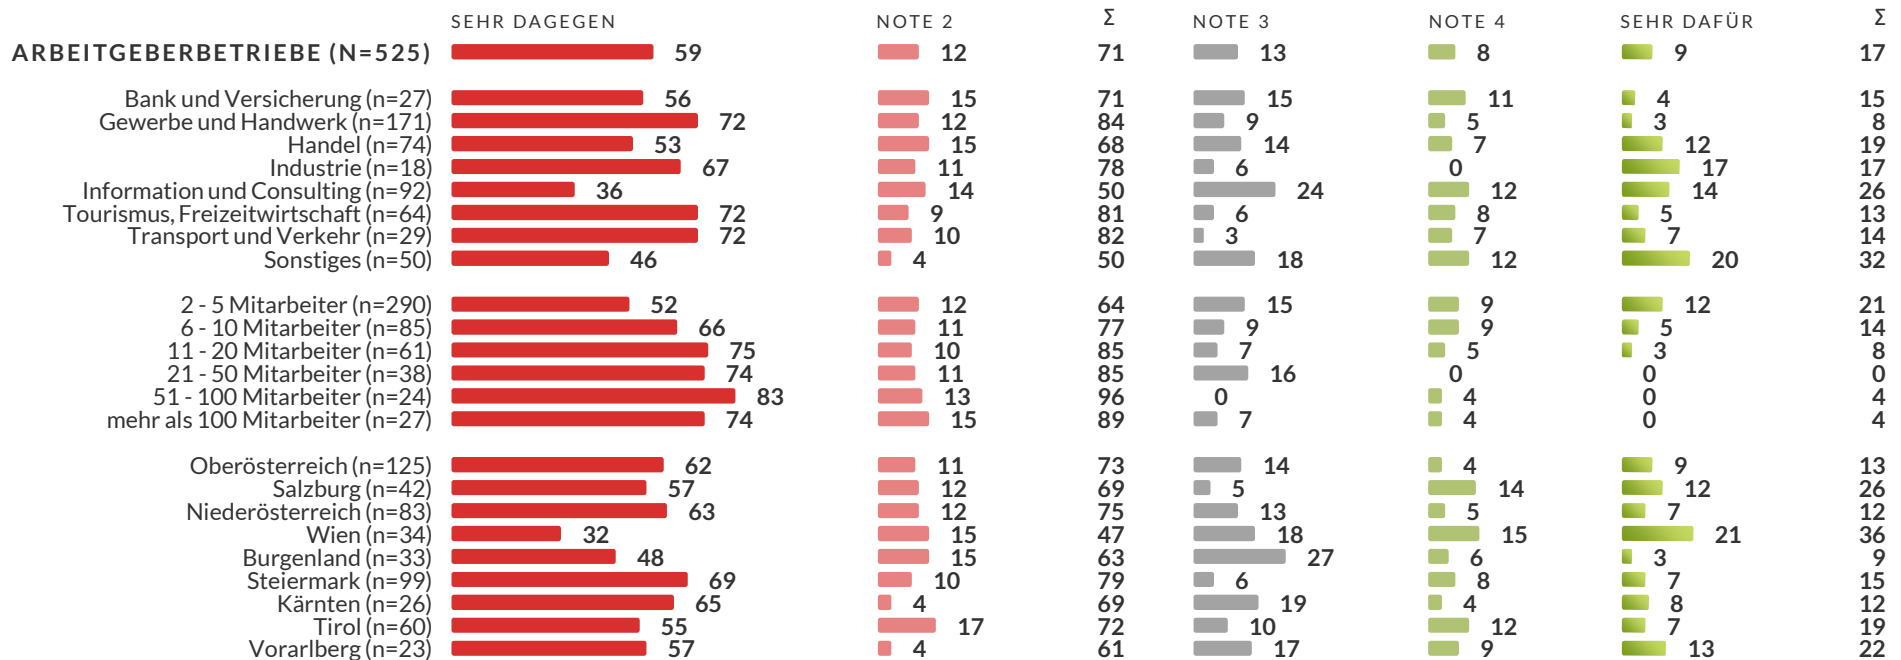 SEHR DAGEGEN NOTE 2 Σ NOTE 3 NOTE 4 SEHR DAFÜR Σ
ARBEITGEBERBETRIEBE (N=525) 59 12 71 13 8 9 17
Bank und Versicherung (n=27) 56 15 71 15 11 4 15
Gewerbe und Handwerk (n=171) 72 12 84 9 5 3 8
Handel (n=74) 53 15 68 14 7 12 19
Industrie (n=18) 67 11 78 6 0 17 17
Information und Consulting (n=92) 36 14 50 24 12 14 26
Tourismus, Freizeitwirtschaft (n=64) 72 9 81 6 8 5 13
Transport und Verkehr (n=29) 72 10 82 3 7 7 14
Sonstiges (n=50) 46 4 50 18 12 20 32
2 - 5 Mitarbeiter (n=290) 52 12 64 15 9 12 21
6 - 10 Mitarbeiter (n=85) 66 11 77 9 9 5 14
11 - 20 Mitarbeiter (n=61) 75 10 85 7 5 3 8
21 - 50 Mitarbeiter (n=38) 74 11 85 16 0 0 0
51 - 100 Mitarbeiter (n=24) 83 13 96 0 4 0 4
mehr als 100 Mitarbeiter (n=27) 74 15 89 7 4 0 4
Oberösterreich (n=125) 62 11 73 14 4 9 13
Salzburg (n=42) 57 12 69 5 14 12 26
Niederösterreich (n=83) 63 12 75 13 5 7 12
Wien (n=34) 32 15 47 18 15 21 36
Burgenland (n=33) 48 15 63 27 6 3 9
Steiermark (n=99) 69 10 79 6 8 7 15
Kärnten (n=26) 65 4 69 19 4 8 12
Tirol (n=60) 55 17 72 10 12 7 19
Vorarlberg (n=23) 57 4 61 17 9 13 22